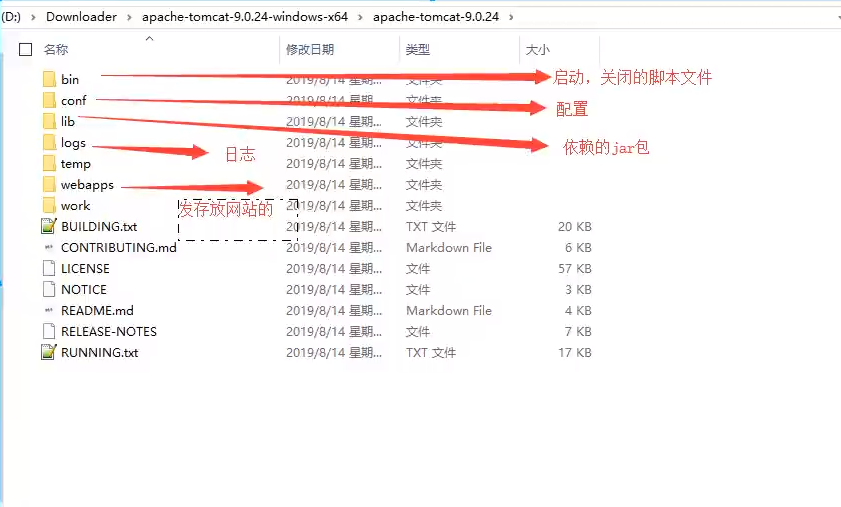 (D:) › Downloader › apache-tomcat-9.0.24-windows-x64 › apache-tomcat-9.0.24 ›
名称 修改日期 类型 大小
bin 2019/8/14 星期... 文件夹 启动，关闭的脚本文件
conf 2019/8/14 星期... 文件夹 配置
lib 2019/8/14 星期... 文件夹
logs 2019/8/14 星期... 文件夹 依赖的jar包
日志
temp 2019/8/14 星期... 文件夹
webapps 2019/8/14 星期... 文件夹
work 2019/8/14 星期... 文件夹
发存放网站的
BUILDING.txt 2019/8/14 星期... TXT 文件 20 KB
CONTRIBUTING.md 2019/8/14 星期... Markdown File 6 KB
LICENSE 2019/8/14 星期... 文件 57 KB
NOTICE 2019/8/14 星期... 文件 3 KB
README.md 2019/8/14 星期... Markdown File 4 KB
RELEASE-NOTES 2019/8/14 星期... 文件 7 KB
RUNNING.txt 2019/8/14 星期... TXT 文件 17 KB